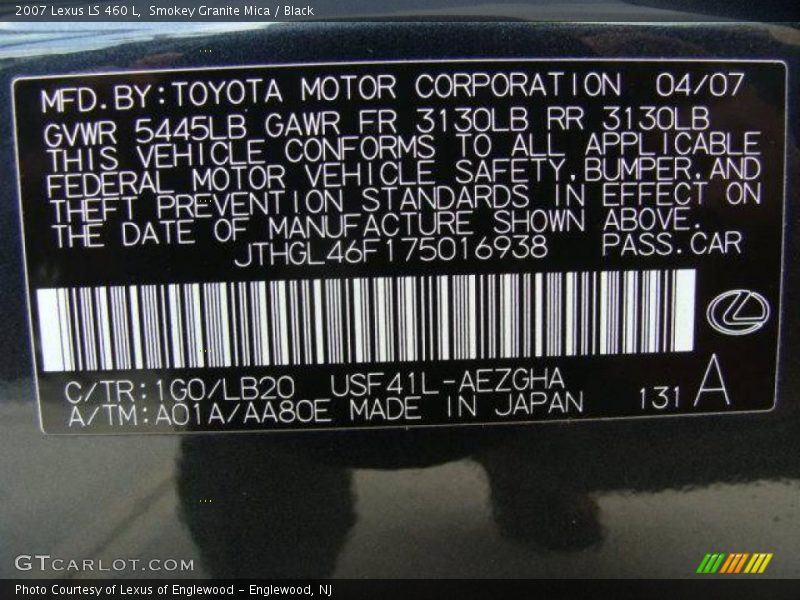 2007 Lexus LS 460 L, Smokey Granite Mica / Black
MFD.BY:TOYOTA MOTOR CORPORATION 04/07
GVWR 5445LB GAWR FR 3130LB RR 3130LB
THIS VEHICLE CONFORMS TO ALL APPLICABLE
FEDERAL MOTOR VEHICLE SAFETY,BUMPER,AND
THEFT PREVENTION STANDARDS IN EFFECT ON
THE DATE OF MANUFACTURE SHOWN ABOVE.
JTHGL46F175016938 PASS.CAR
C/TR:1G0/LB20 USF41L-AEZGHA
A/TM:A01A/AA80E MADE IN JAPAN 131 A
GTCARLOT.COM
Photo Courtesy of Lexus of Englewood - Englewood, NJ